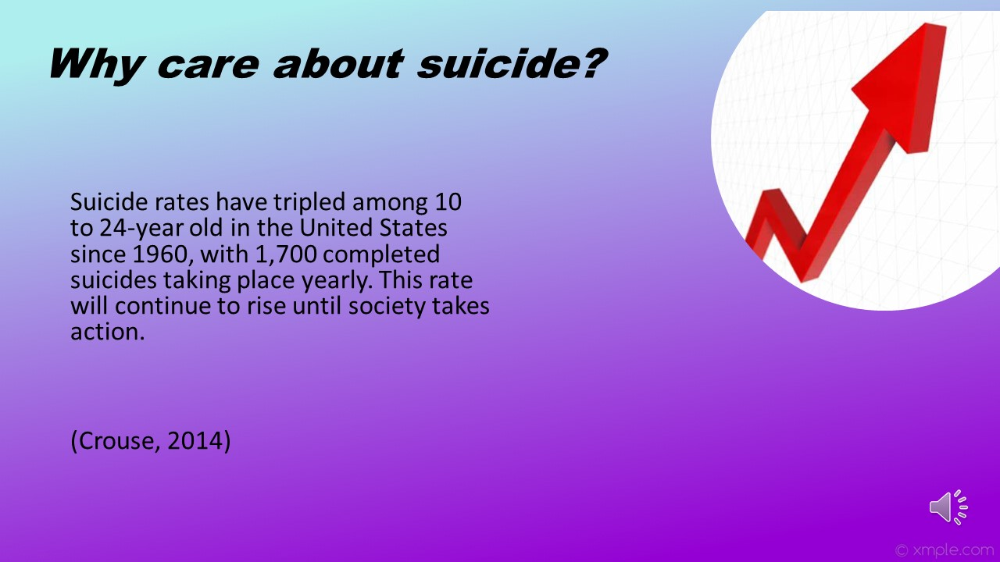 Why care about suicide?
Suicide rates have tripled among 10
to 24-year old in the United States
since 1960, with 1,700 completed
suicides taking place yearly. This rate
will continue to rise until society takes
action.
(Crouse, 2014)
© xmple.com